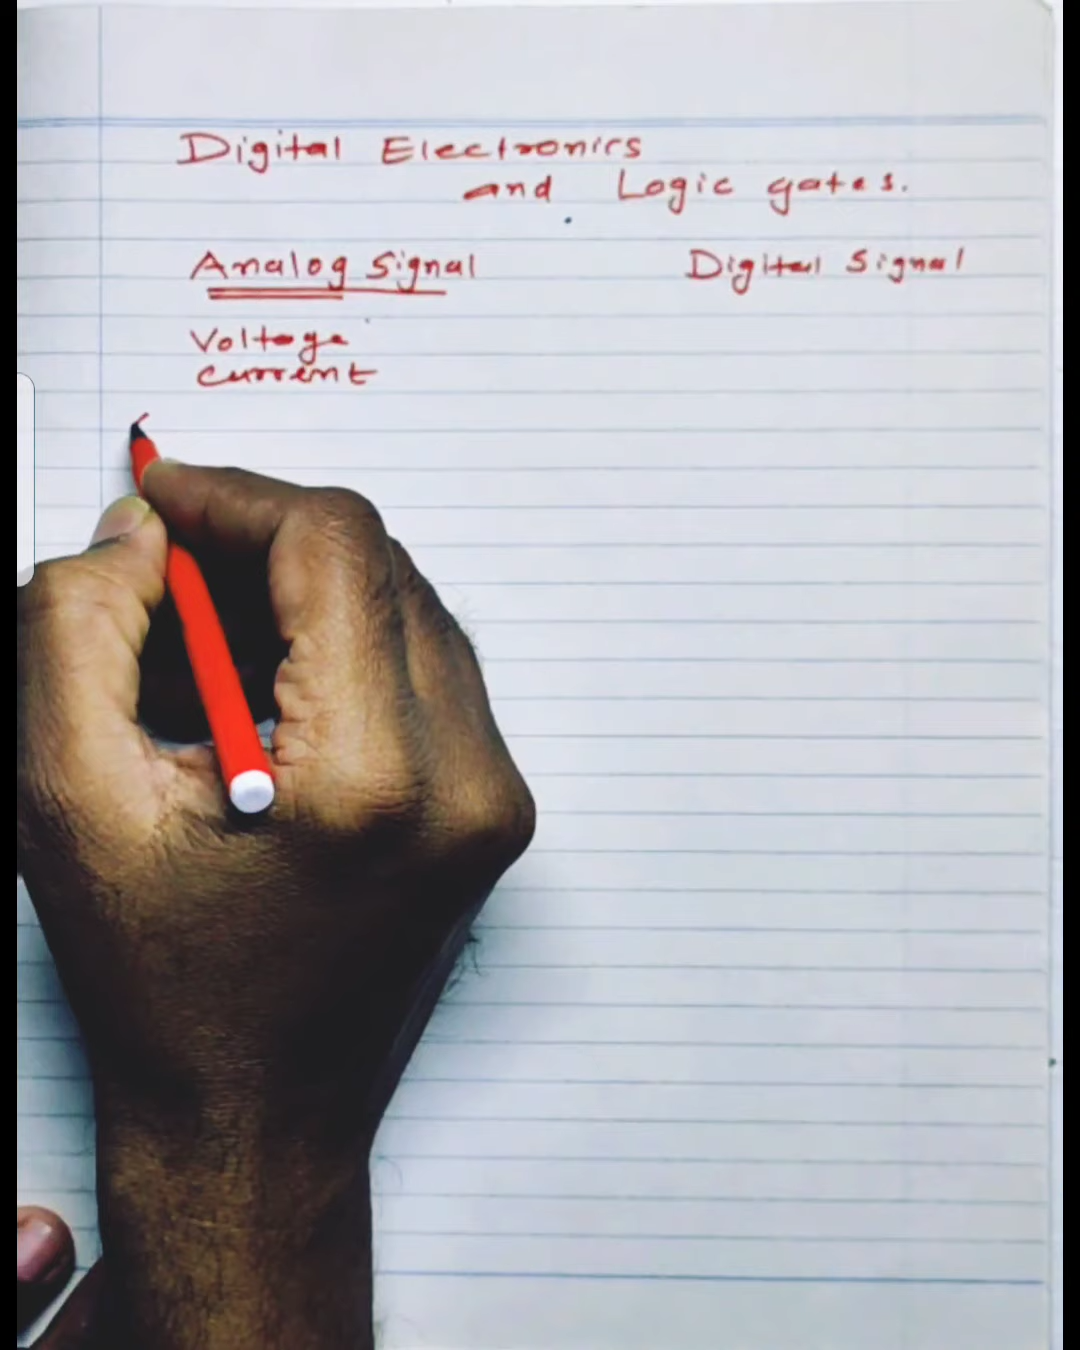 Digital Electronics
and Logic gates.
Analog Signal Digital Signal
Voltage
current